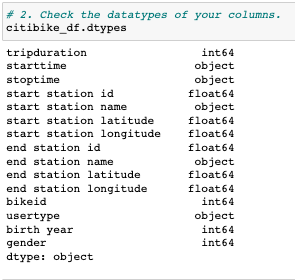 # 2. Check the datatypes of your columns.
citibike_df.dtypes
tripduration int64
starttime object
stoptime object
start station id float64
start station name object
start station latitude float64
start station longitude float64
end station id float64
end station name object
end station latitude float64
end station longitude float64
bikeid int64
usertype object
birth year int64
gender int64
dtype: object